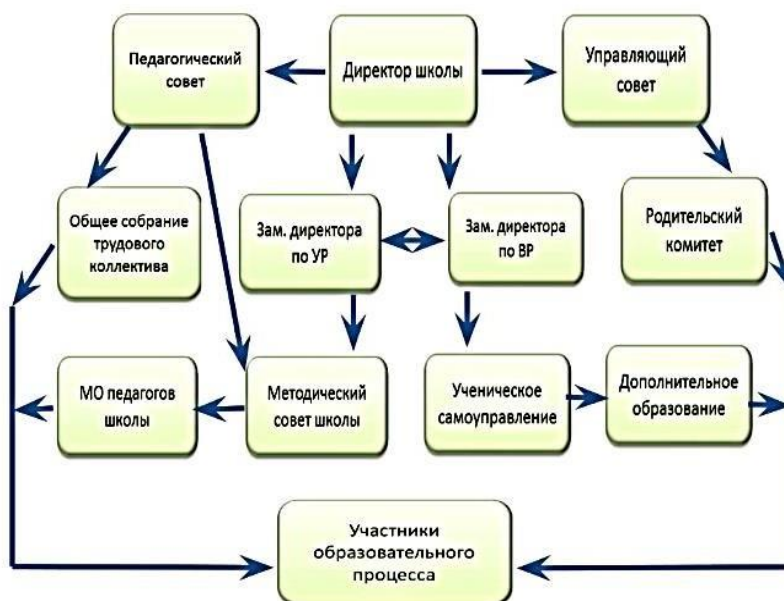 Педагогический
совет
Директор школы
Управляющий
совет
Общее собрание
трудового
коллектива
Зам. директора
по УР
Зам. директора
по ВР
Родительский
комитет
МО педагогов
школы
Методический
совет школы
Ученическое
самоуправление
Дополнительное
образование
Участники
образовательного
процесса